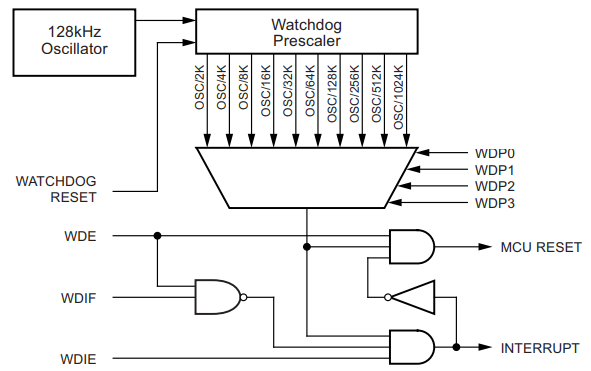 128kHz
Oscillator
Watchdog
Prescaler
OSC/2K
OSC/4K
OSC/8K
OSC/16K
OSC/32K
OSC/64K
OSC/128K
OSC/256K
OSC/512K
OSC/1024K
WDP0
WDP1
WDP2
WDP3
WATCHDOG
RESET
WDE
MCU RESET
WDIF
INTERRUPT
WDIE